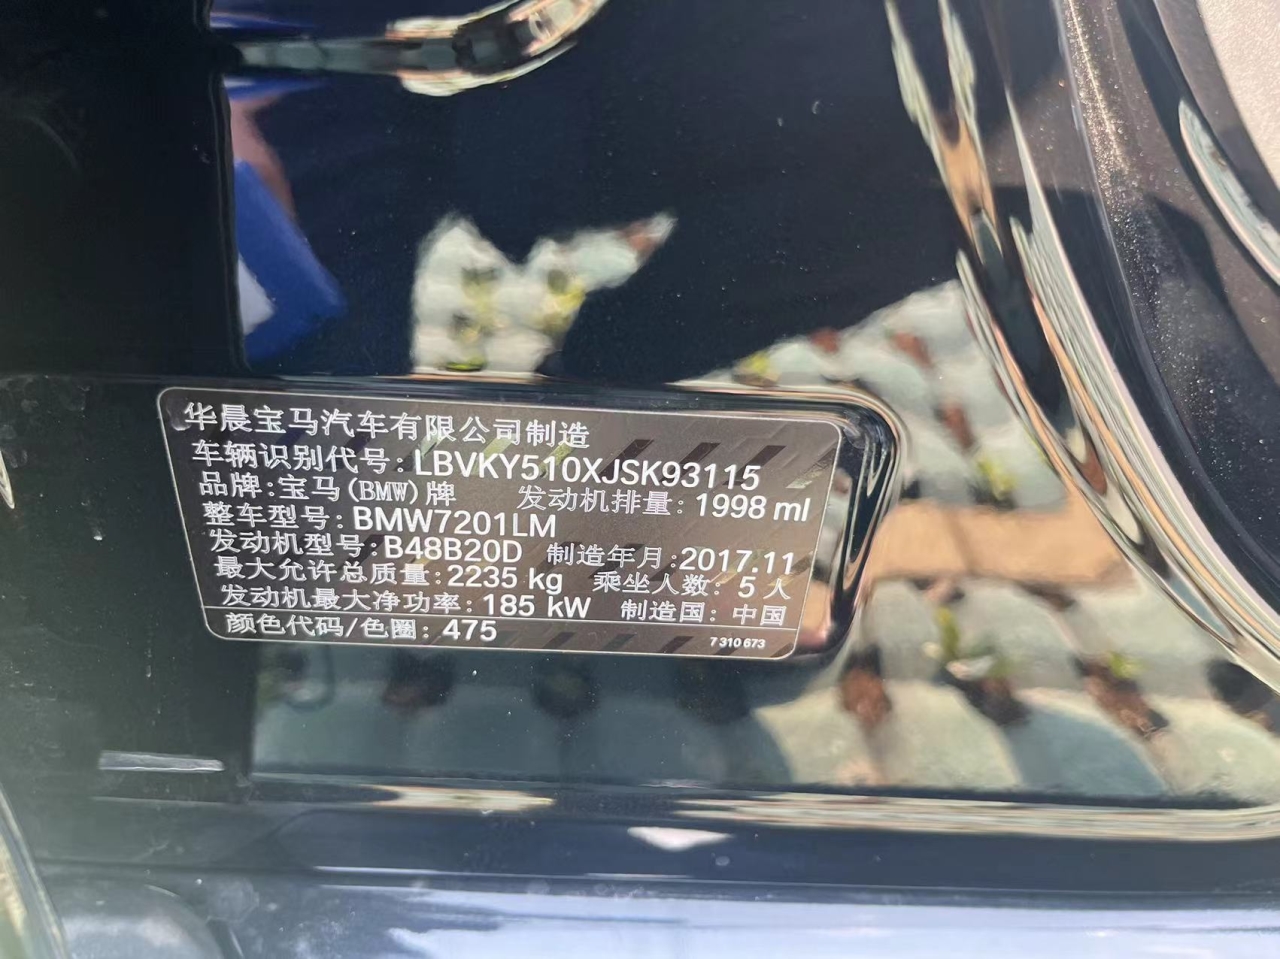 华晨宝马汽车有限公司制造
车辆识别代号: LBVKY510XJSK93115
品牌:宝马(BMW)牌 发动机排量: 1998 ml
整车型号: BMW7201LM
发动机型号: B48B20D 制造年月:2017.11
最大允许总质量: 2235 kg 乘坐人数: 5 人
发动机最大净功率: 185 kW 制造国: 中国
颜色代码/色圈: 475 7 310 673